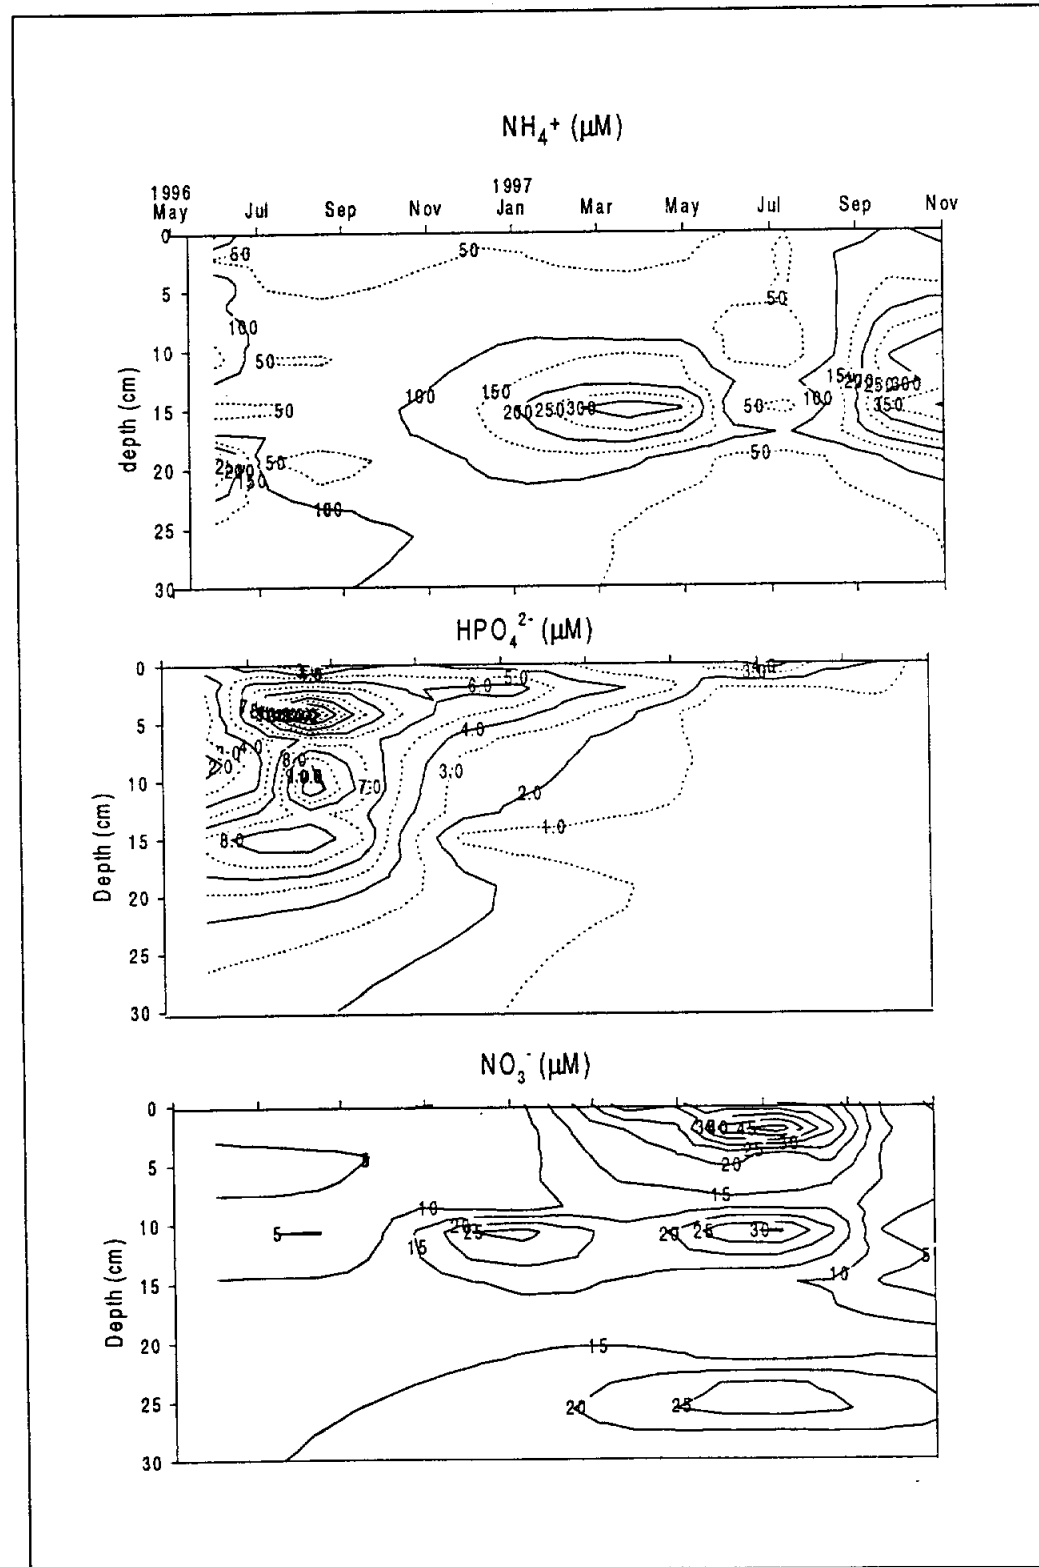 NH₄+ (µM)
1996 1997
May Jul Sep Nov Jan Mar May Jul Sep Nov
depth (cm)
0
50 50
5 50
100
10 50
150 300
50 100 150 200 250 300 50 100 350
15
50 50
20
150
100
25
30
HPO₄²⁻ (µM)
Depth (cm)
0
5.0 3.0
6.0
5 4.0 4.0
8.0 3.0
2.0
10 7.0 2.0
1.0
15 8.0
20
25
30
NO₃⁻ (µM)
Depth (cm)
0
45
30
25
5 20
15
10
10 20 25 20 25 30
5 15 5
10
15
20 15
25 20 25
30